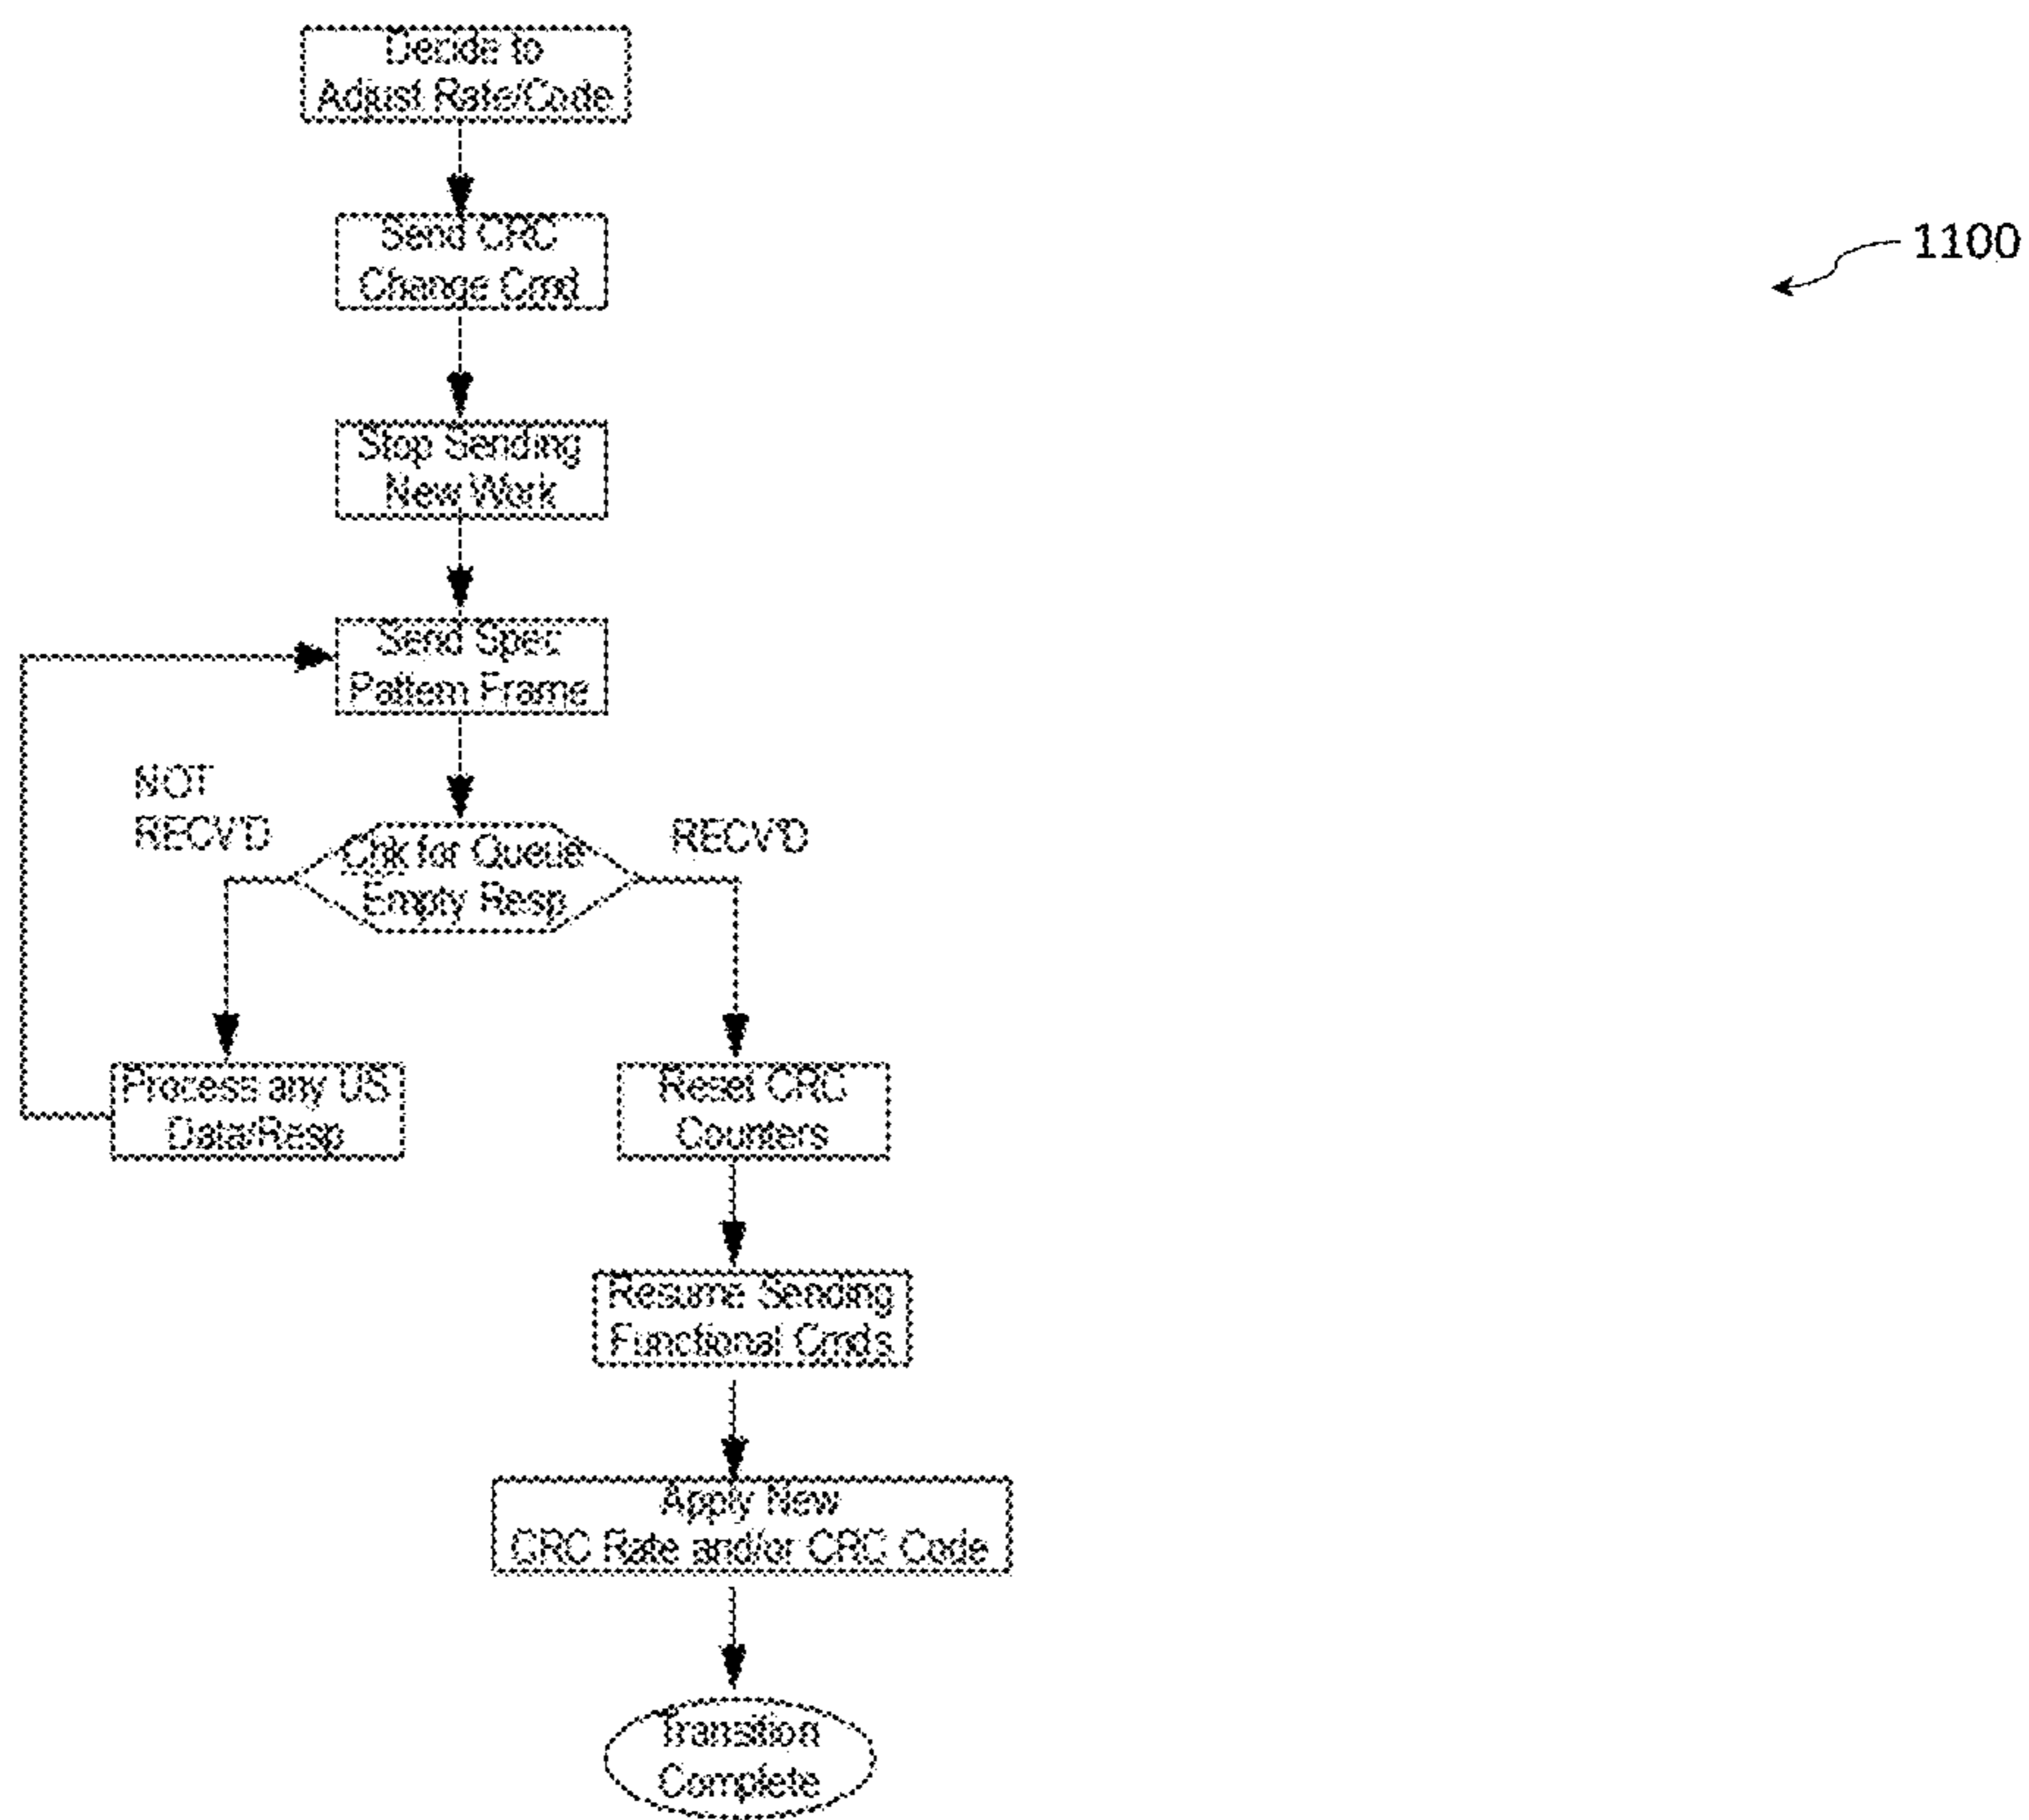 Decide to
Adjust Rate/Code
Send CRC
Change Cmd
1100
Stop Sending
New Work
Send Spec
Pattern Frame
NOT
RECV'D
Chk for Queue
Empty Resp
RECV'D
Process any US
Data/Resp
Reset CRC
Counters
Resume Sending
Functional Cmds
Apply New
CRC Rate and/or CRC Code
Transition
Complete